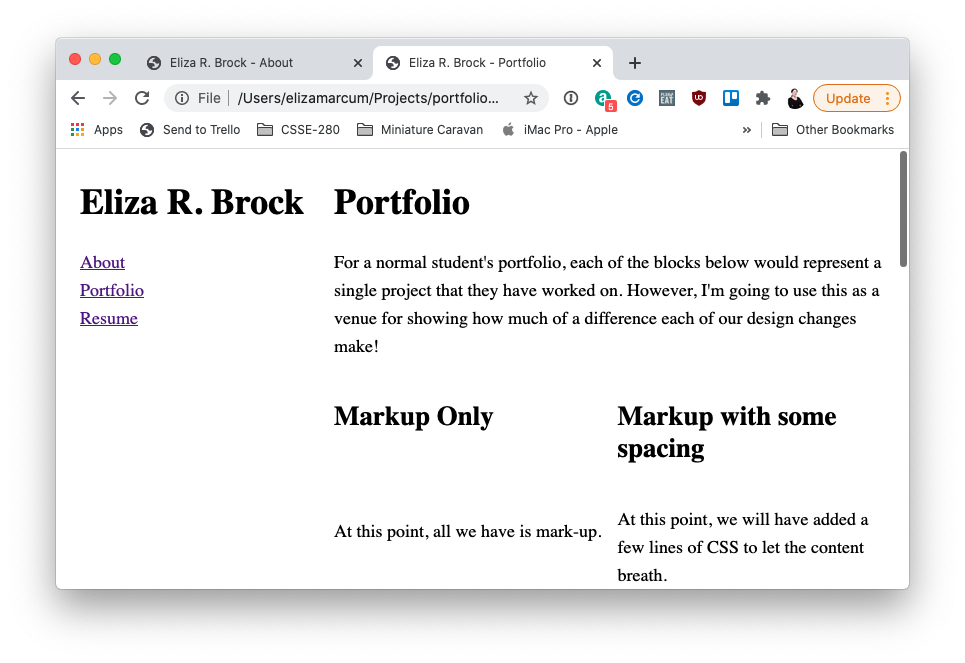 Eliza R. Brock - About
Eliza R. Brock - Portfolio
File
/Users/elizamarcum/Projects/portfolio...
5
PLANT
EAT
UD
Update
Apps
Send to Trello
CSSE-280
Miniature Caravan
iMac Pro - Apple
»
Other Bookmarks
Eliza R. Brock
About
Portfolio
Resume
Portfolio
For a normal student's portfolio, each of the blocks below would represent a
single project that they have worked on. However, I'm going to use this as a
venue for showing how much of a difference each of our design changes
make!
Markup Only
At this point, all we have is mark-up.
Markup with some
spacing
At this point, we will have added a
few lines of CSS to let the content
breath.